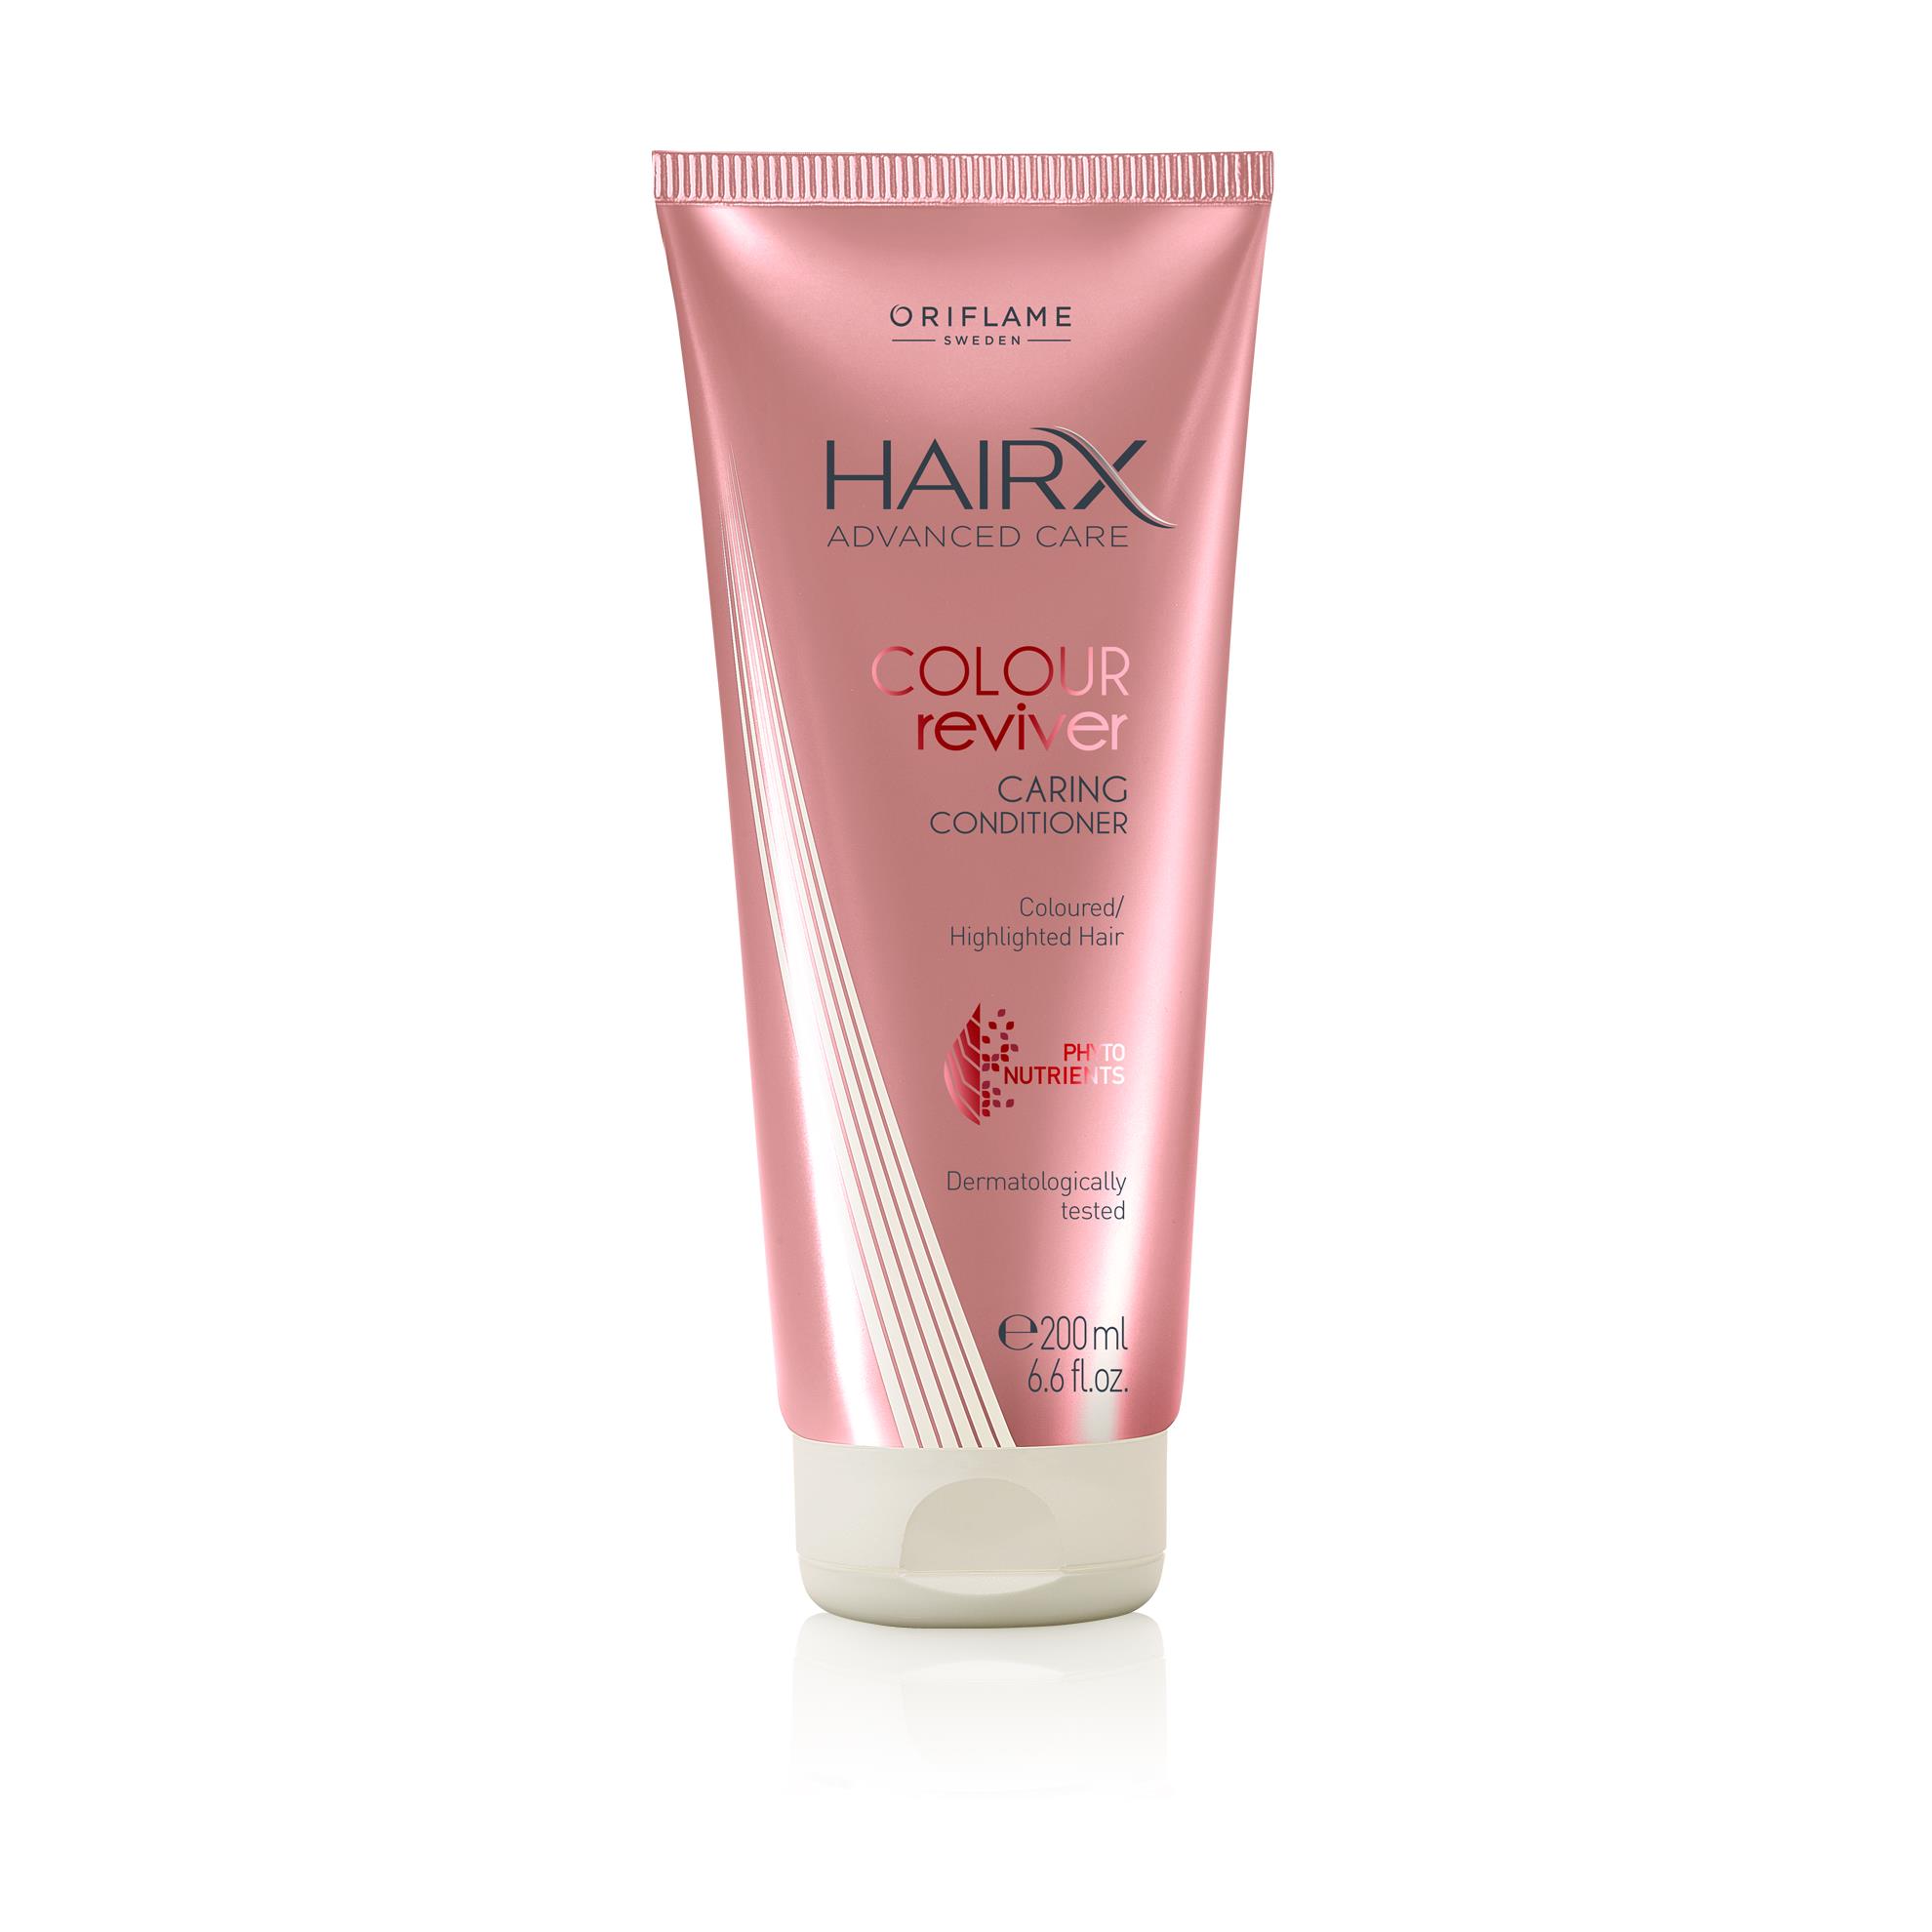 ORIFLAME
SWEDEN
HAIRX
ADVANCED CARE
COLOUR
reviver
CARING
CONDITIONER
Coloured/
Highlighted Hair
PHYTO
NUTRIENTS
Dermatologically
tested
℮200 ml
6.6 fl.oz.